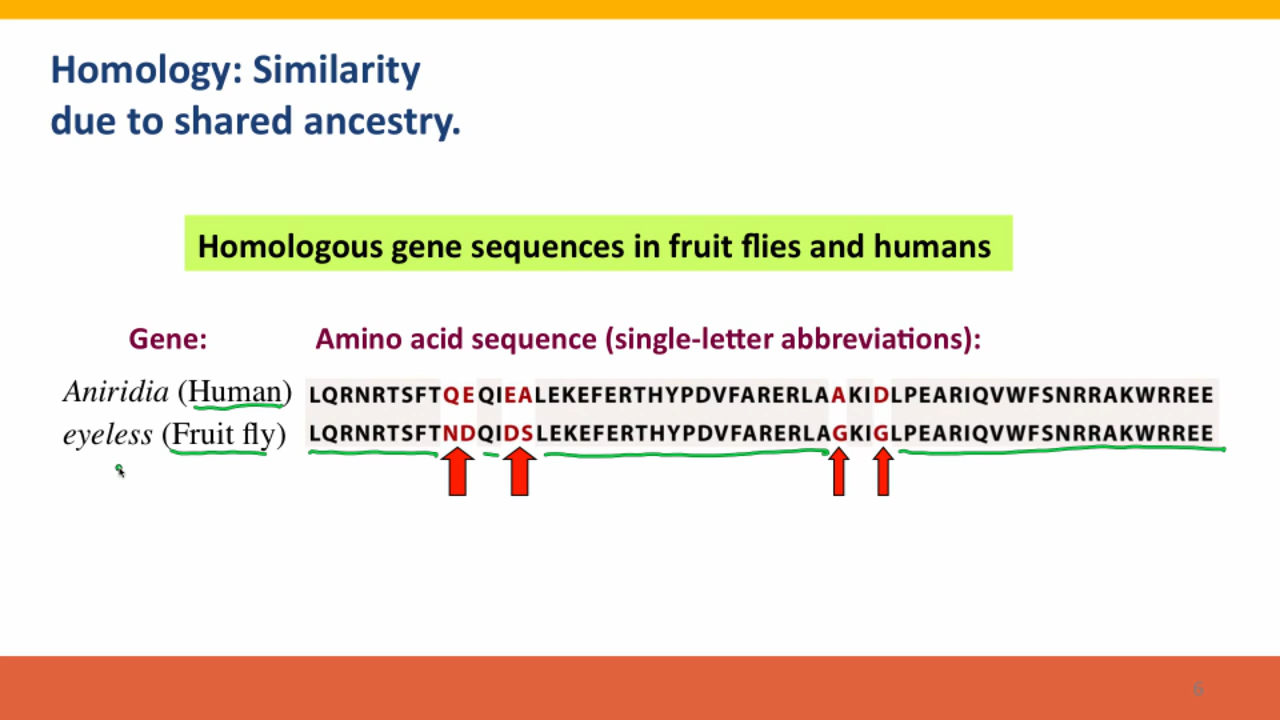 Homology: Similarity
due to shared ancestry.
Homologous gene sequences in fruit flies and humans
Gene: Amino acid sequence (single-letter abbreviations):
Aniridia (Human) LQRNRTSFTQEQIEALEKEFERTHYPDVFARERLAAKIDLPEARIQVWFSNRRAKWRREE
eyeless (Fruit fly) LQRNRTSFTNDQIDSLEKEFERTHYPDVFARERLAGKIGLPEARIQVWFSNRRAKWRREE
6